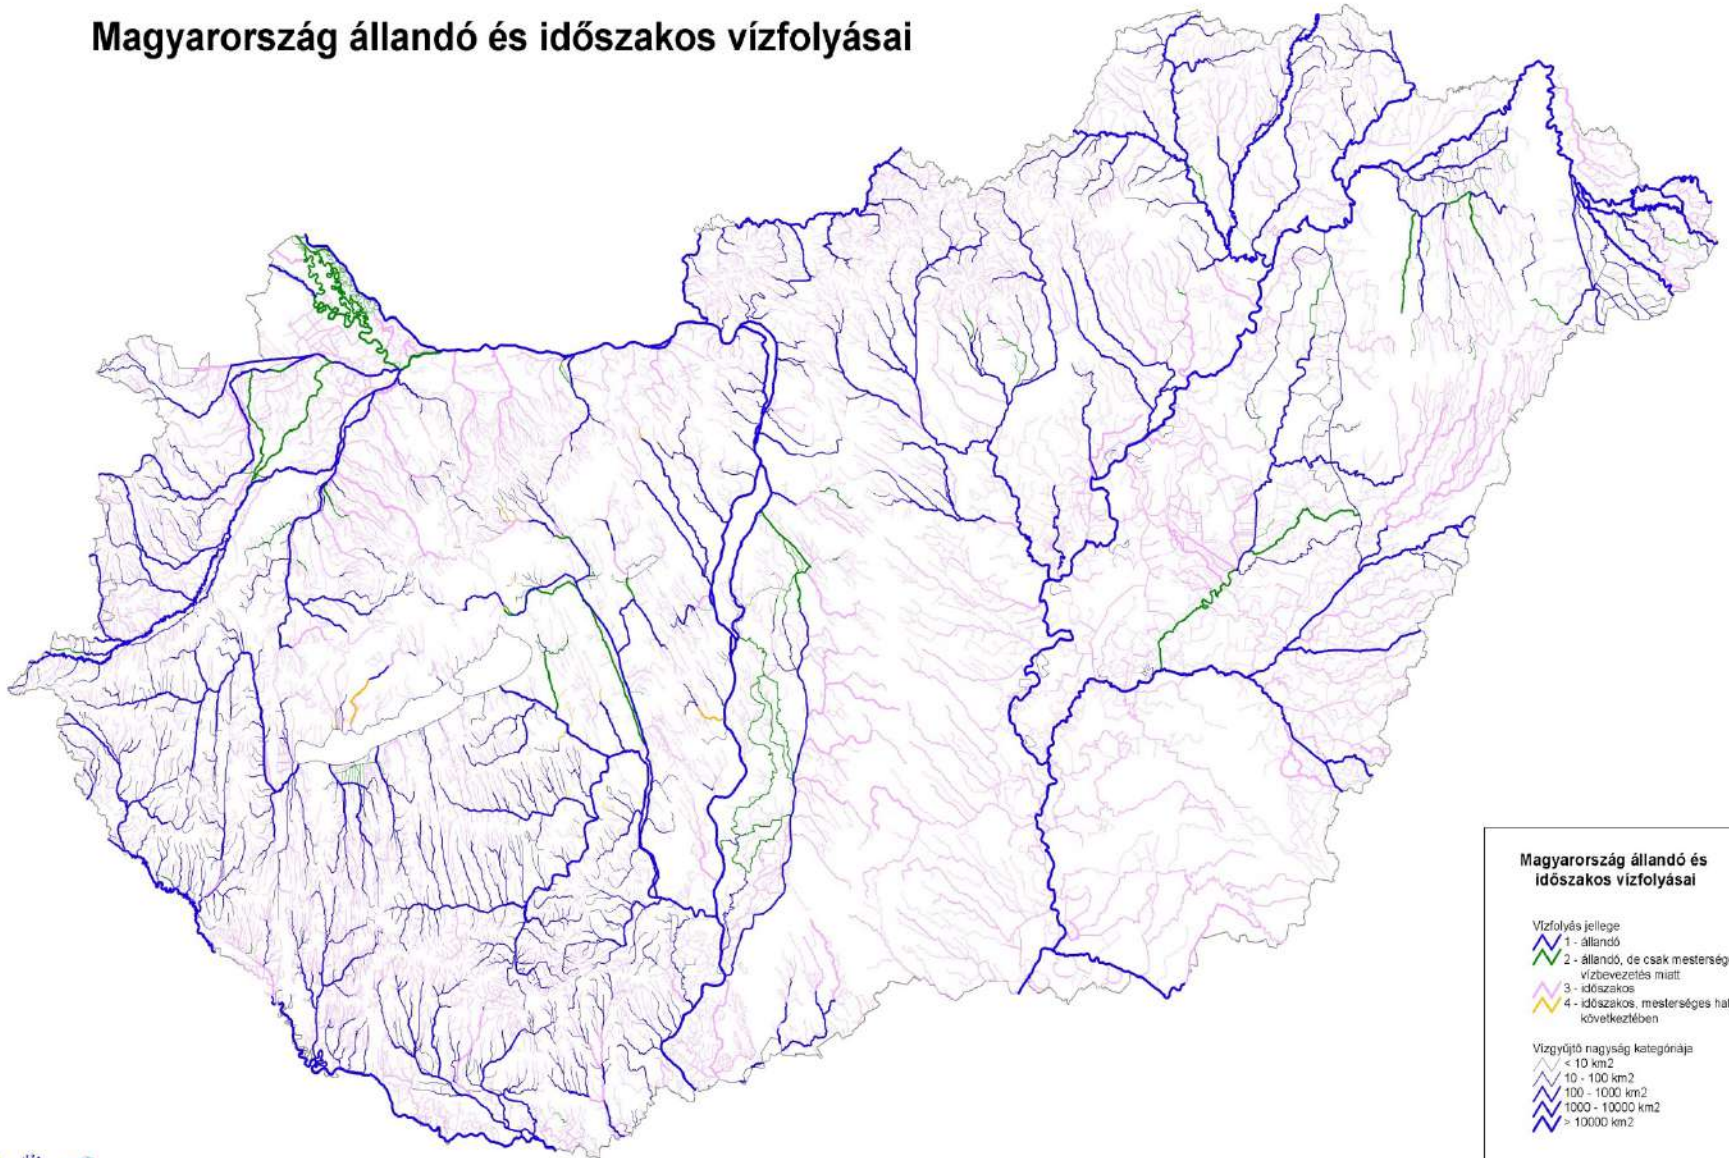 Magyarország állandó és időszakos vízfolyásai
Magyarország állandó és
időszakos vízfolyásai
Vízfolyás jellege
1 - állandó
2 - állandó, de csak mestersége
vízbevezetés miatt
3 - időszakos
4 - időszakos, mesterséges hat
következtében
Vízgyűjtő nagyság kategóriája
< 10 km2
10 - 100 km2
100 - 1000 km2
1000 - 10000 km2
> 10000 km2